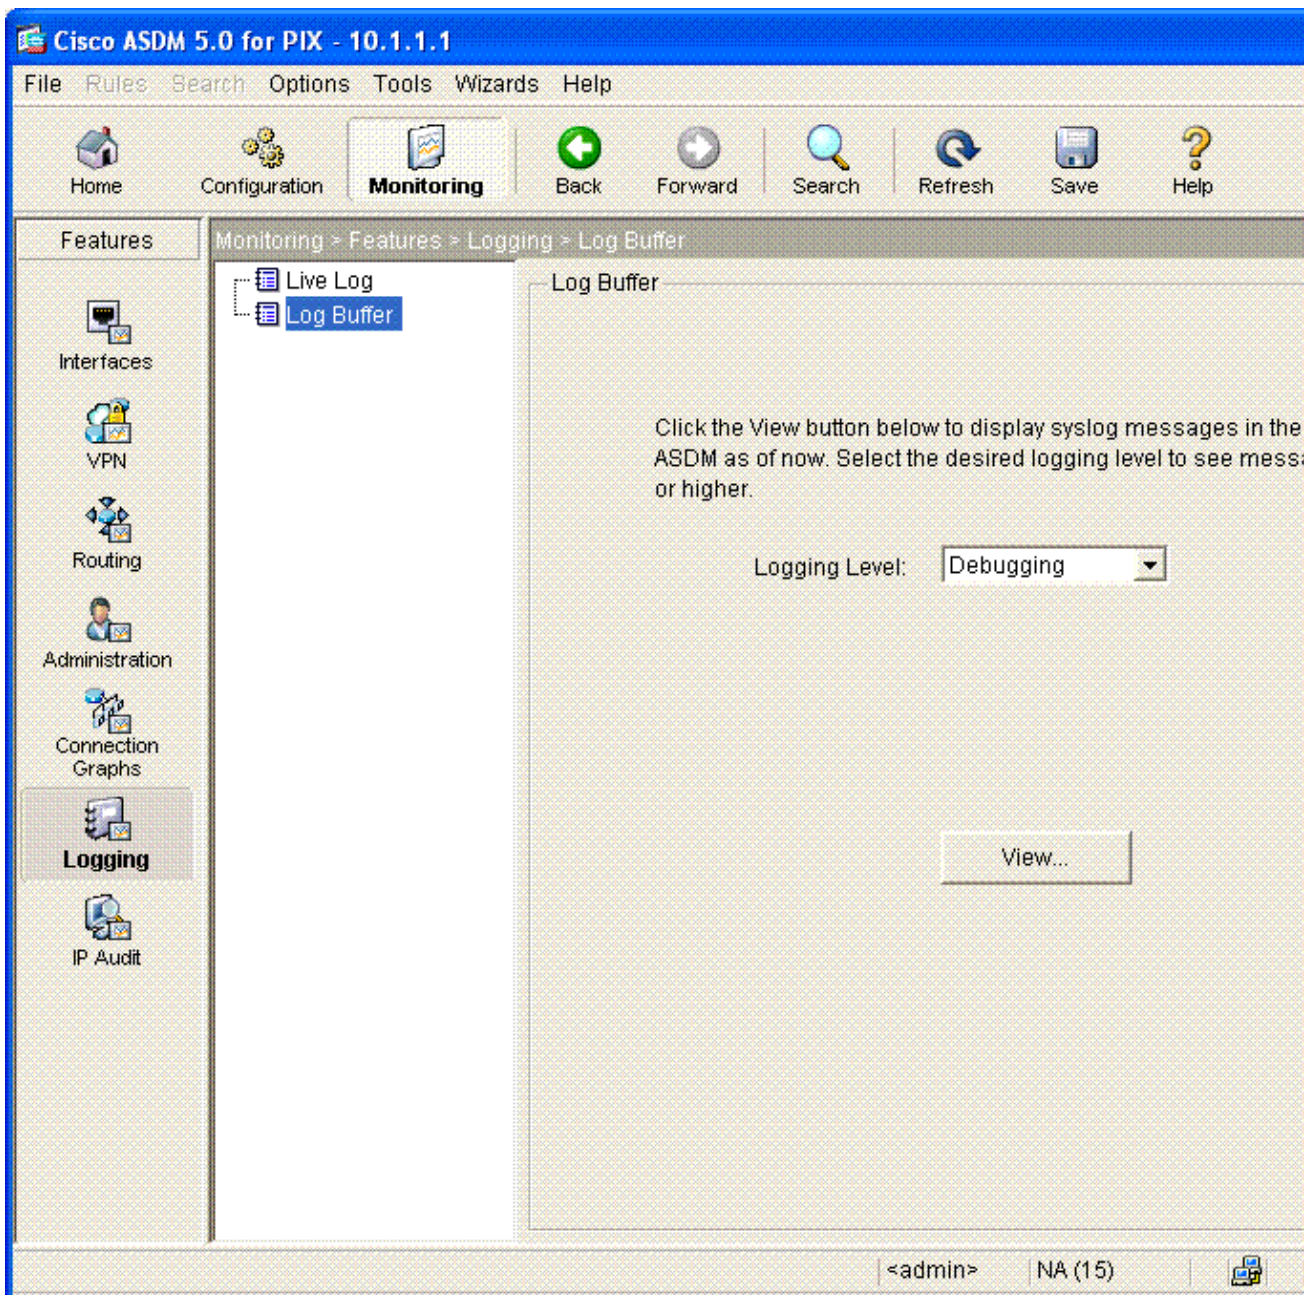 Cisco ASDM 5.0 for PIX - 10.1.1.1
File Rules Search Options Tools Wizards Help
Home Configuration Monitoring Back Forward Search Refresh Save Help
Features
Monitoring > Features > Logging > Log Buffer
Live Log
Log Buffer
Interfaces
VPN
Routing
Administration
Connection
Graphs
Logging
IP Audit
Log Buffer
Click the View button below to display syslog messages in the
ASDM as of now. Select the desired logging level to see messa
or higher.
Logging Level: Debugging
View...
<admin> NA (15)